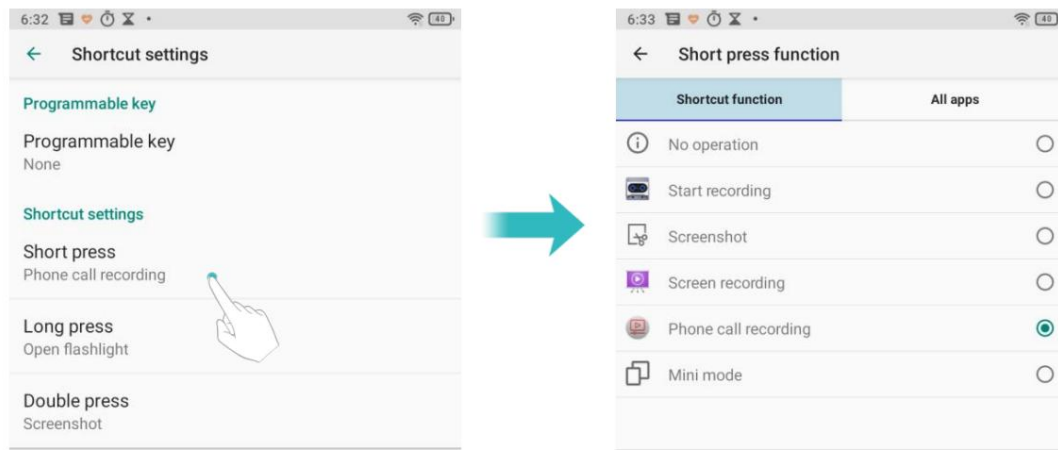 6:32
48
Shortcut settings
Programmable key
Programmable key
None
Shortcut settings
Short press
Phone call recording
Long press
Open flashlight
Double press
Screenshot
6:33
48
Short press function
Shortcut function
All apps
No operation
Start recording
Screenshot
Screen recording
Phone call recording
Mini mode